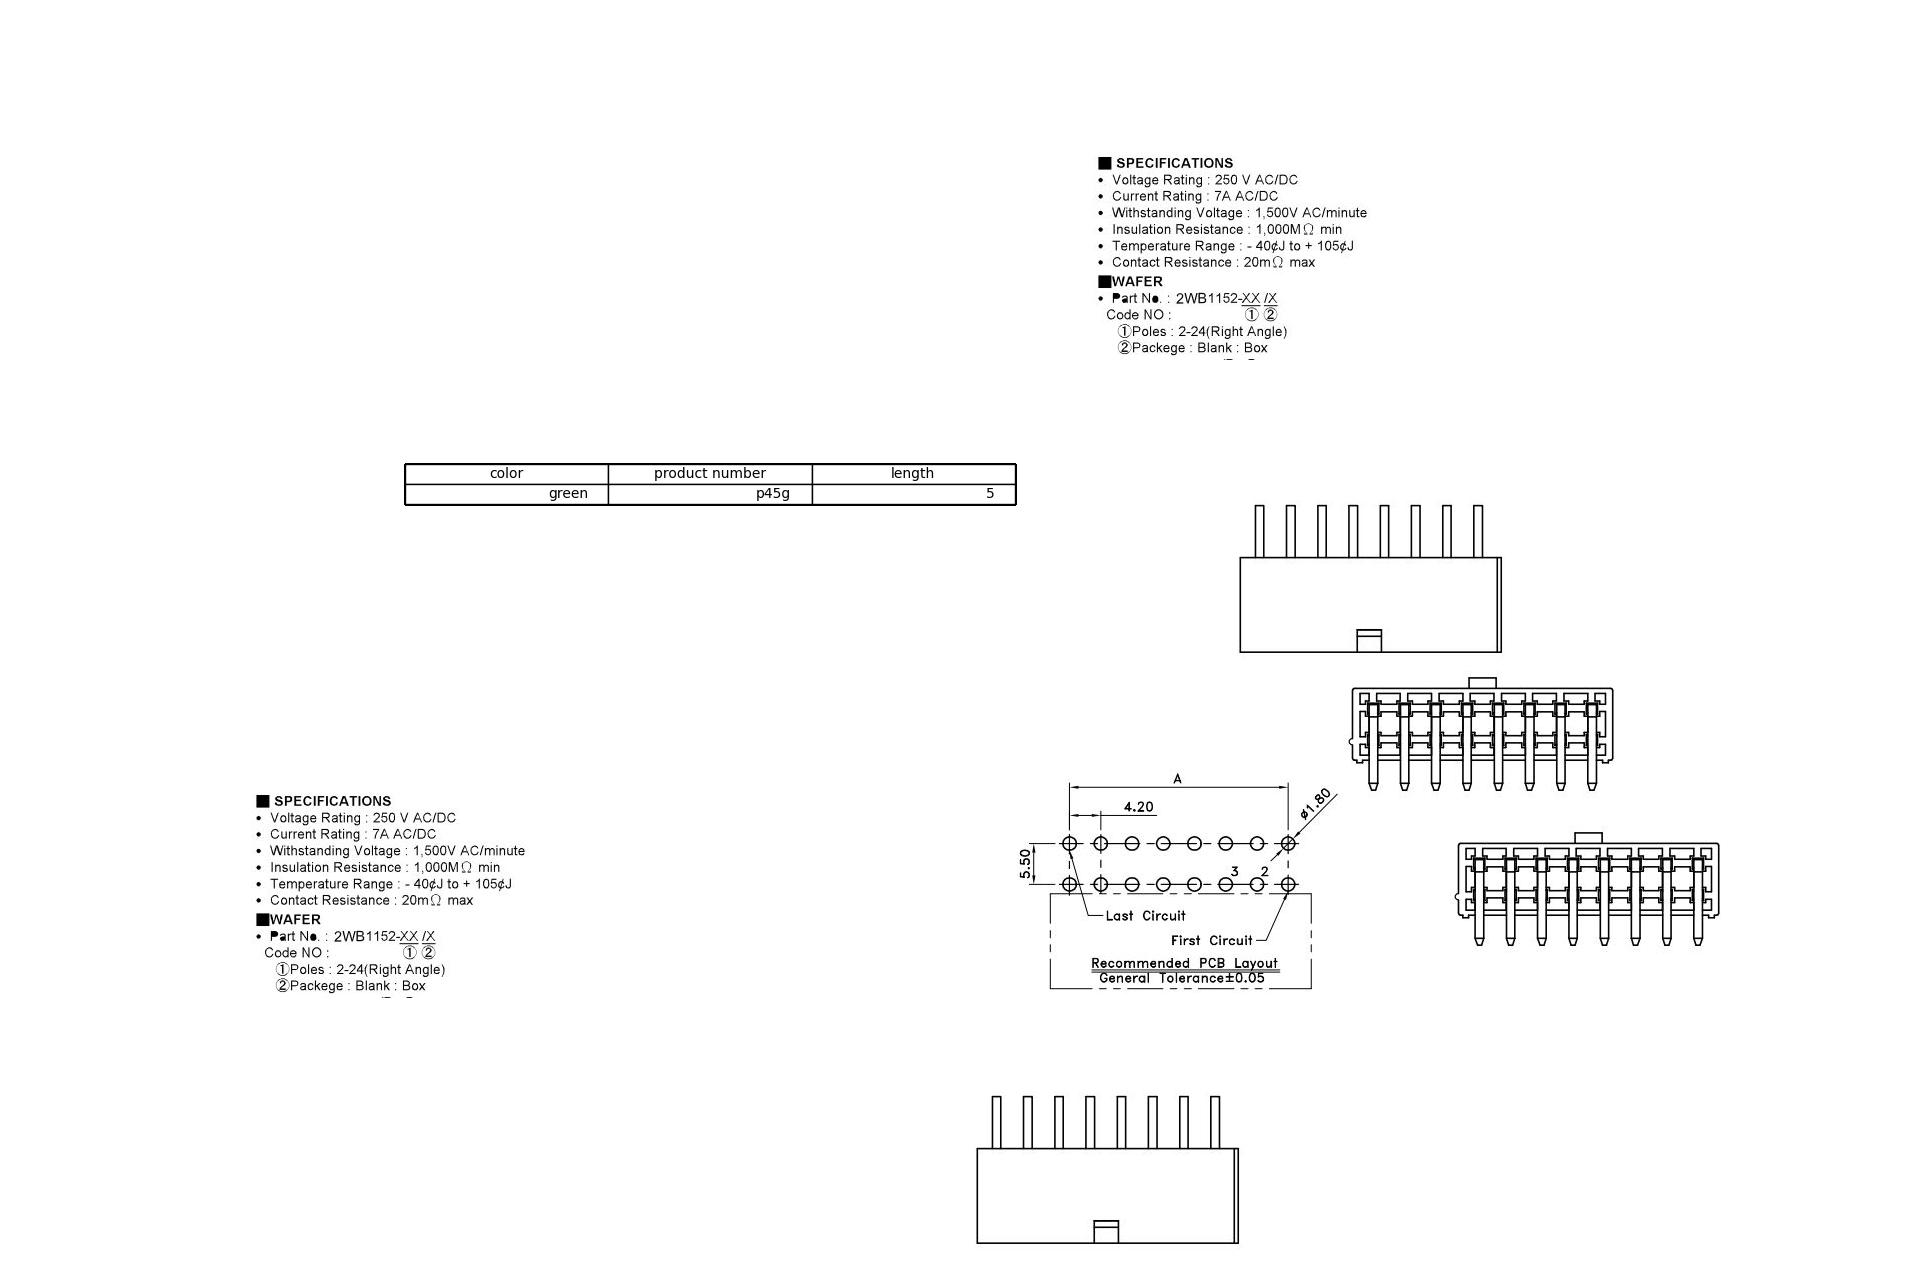 ■ SPECIFICATIONS
• Voltage Rating : 250 V AC/DC
• Current Rating : 7A AC/DC
• Withstanding Voltage : 1,500V AC/minute
• Insulation Resistance : 1,000MΩ min
• Temperature Range : - 40¢J to + 105¢J
• Contact Resistance : 20mΩ max
■WAFER
• Part No. : 2WB1152-XX /X
Code NO : ① ②
①Poles : 2-24(Right Angle)
②Packege : Blank : Box
color product number length
green p45g 5
A
4.20
ø1.80
5.50
3 2
Last Circuit
First Circuit
Recommended PCB Layout
General Tolerance±0.05
■ SPECIFICATIONS
• Voltage Rating : 250 V AC/DC
• Current Rating : 7A AC/DC
• Withstanding Voltage : 1,500V AC/minute
• Insulation Resistance : 1,000MΩ min
• Temperature Range : - 40¢J to + 105¢J
• Contact Resistance : 20mΩ max
■WAFER
• Part No. : 2WB1152-XX /X
Code NO : ① ②
①Poles : 2-24(Right Angle)
②Packege : Blank : Box